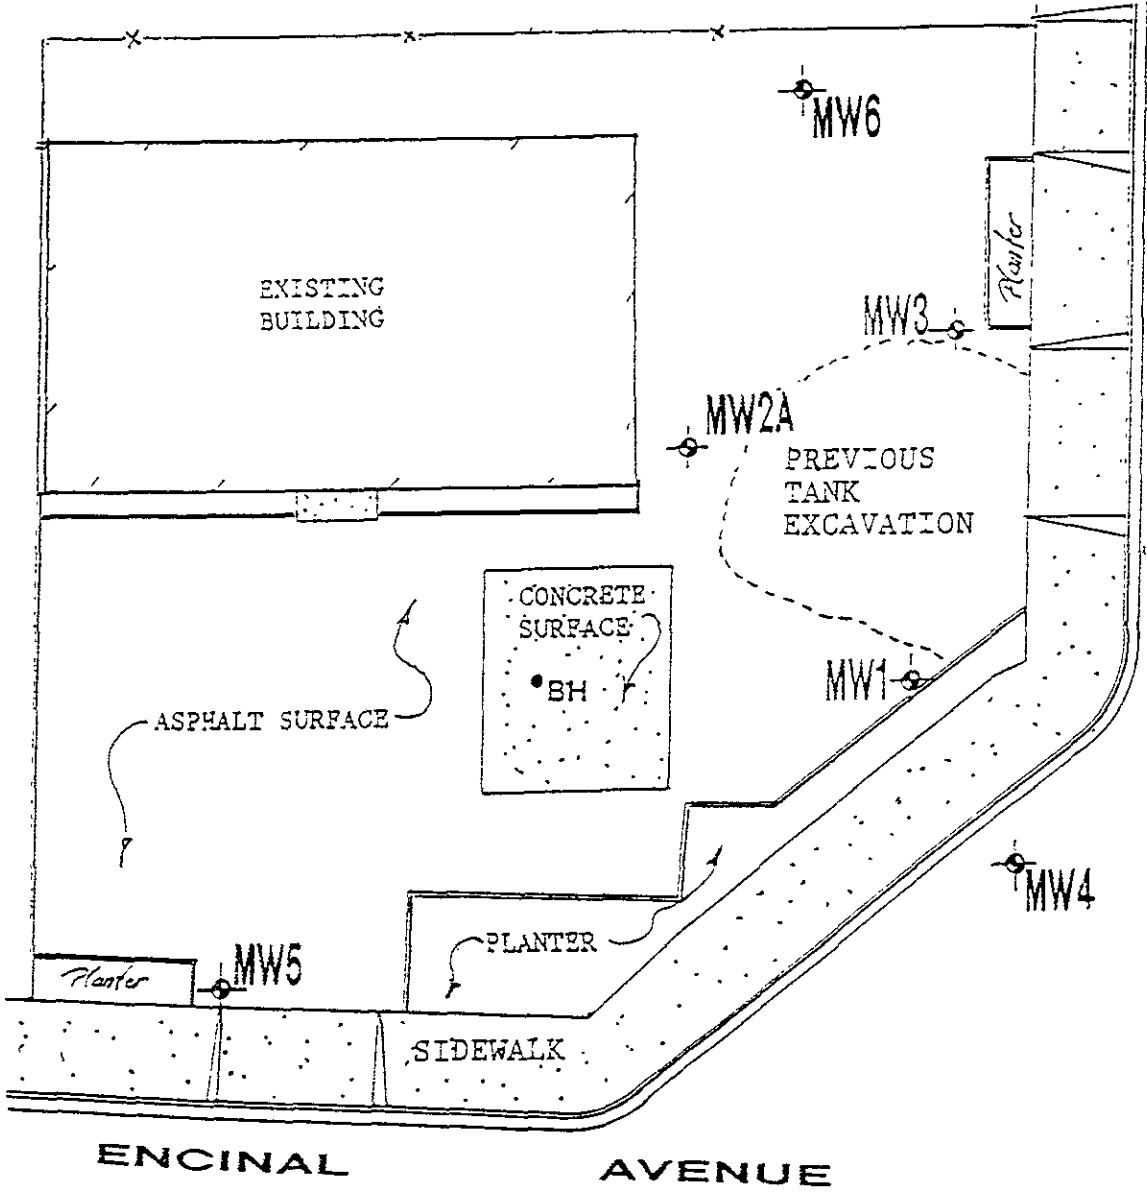 MW6
Planter
EXISTING
BUILDING
MW3
MW2A
PREVIOUS
TANK
EXCAVATION
CONCRETE
SURFACE
BH
MW1
ASPHALT SURFACE
MW4
PLANTER
MW5
Planter
SIDEWALK
ENCINAL AVENUE